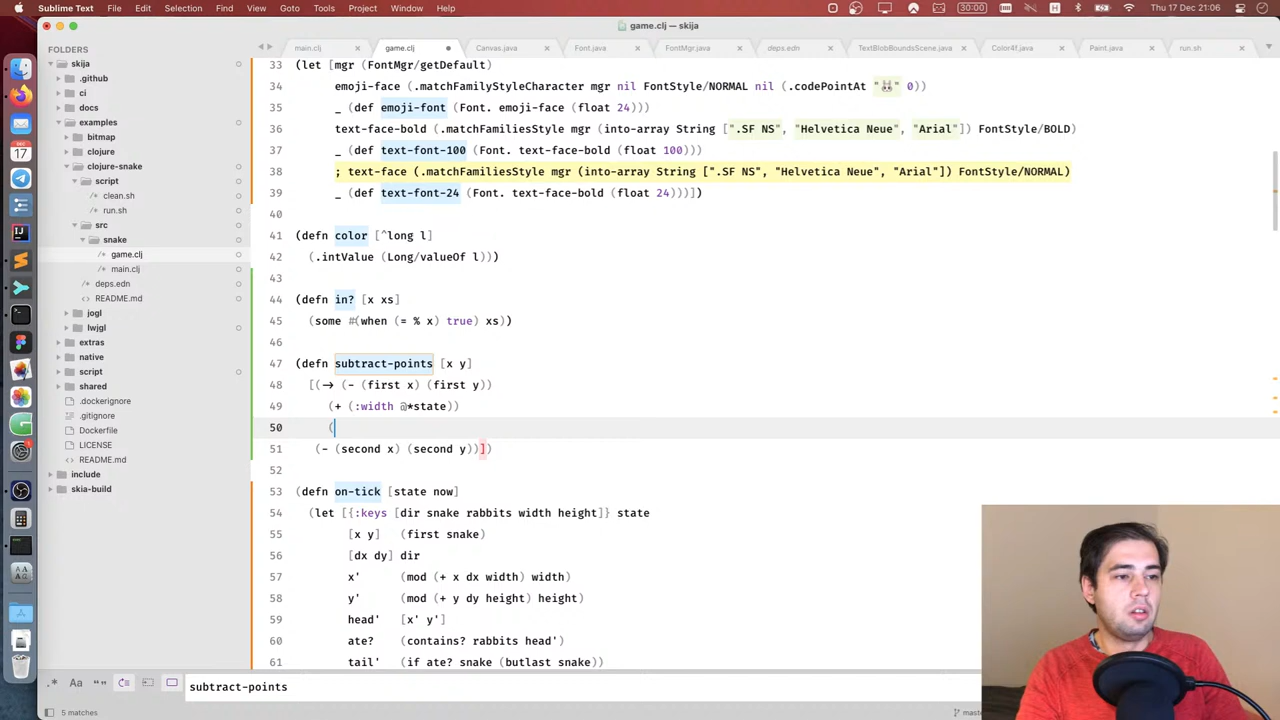 Sublime Text File Edit Selection Find View Goto Tools Project Window Help
30:00
Thu 17 Dec 21:06
game.clj — skija
FOLDERS
skija
.github
ci
docs
examples
bitmap
clojure
clojure-snake
script
clean.sh
run.sh
src
snake
game.clj
main.clj
deps.edn
README.md
jogl
lwjgl
extras
native
script
shared
.dockerignore
.gitignore
Dockerfile
LICENSE
README.md
include
skia-build
main.clj game.clj Canvas.java Font.java FontMgr.java deps.edn TextBlobBoundsScene.java Color4f.java Paint.java run.sh
33 (let [mgr (FontMgr/getDefault)
34 emoji-face (.matchFamilyStyleCharacter mgr nil FontStyle/NORMAL nil (.codePointAt "🐰" 0))
35 _ (def emoji-font (Font. emoji-face (float 24)))
36 text-face-bold (.matchFamiliesStyle mgr (into-array String [".SF NS", "Helvetica Neue", "Arial"]) FontStyle/BOLD)
37 _ (def text-font-100 (Font. text-face-bold (float 100)))
38 ; text-face (.matchFamiliesStyle mgr (into-array String [".SF NS", "Helvetica Neue", "Arial"]) FontStyle/NORMAL)
39 _ (def text-font-24 (Font. text-face-bold (float 24)))])
40
41 (defn color [^long l]
42 (.intValue (Long/valueOf l)))
43
44 (defn in? [x xs]
45 (some #(when (= % x) true) xs))
46
47 (defn subtract-points [x y]
48 [(-> (- (first x) (first y))
49 (+ (:width @*state))
50 (
51 (- (second x) (second y))])
52
53 (defn on-tick [state now]
54 (let [{:keys [dir snake rabbits width height]} state
55 [x y] (first snake)
56 [dx dy] dir
57 x' (mod (+ x dx width) width)
58 y' (mod (+ y dy height) height)
59 head' [x' y']
60 ate? (contains? rabbits head')
61 tail' (if ate? snake (butlast snake))
.* Aa “” subtract-points
5 matches